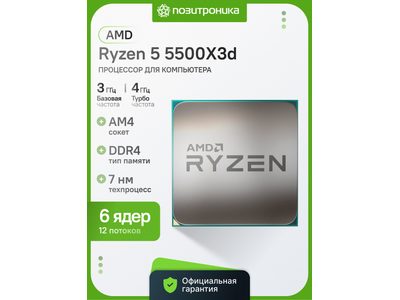 позитроника
AMD
Ryzen 5 5500X3d
ПРОЦЕССОР ДЛЯ КОМПЬЮТЕРА
3 ГГц 4 ГГц
Базовая частота Турбо частота
AM4
сокет
DDR4
тип памяти
7 нм
техпроцесс
AMD
RYZEN
6 ядер
12 потоков
Официальная
гарантия